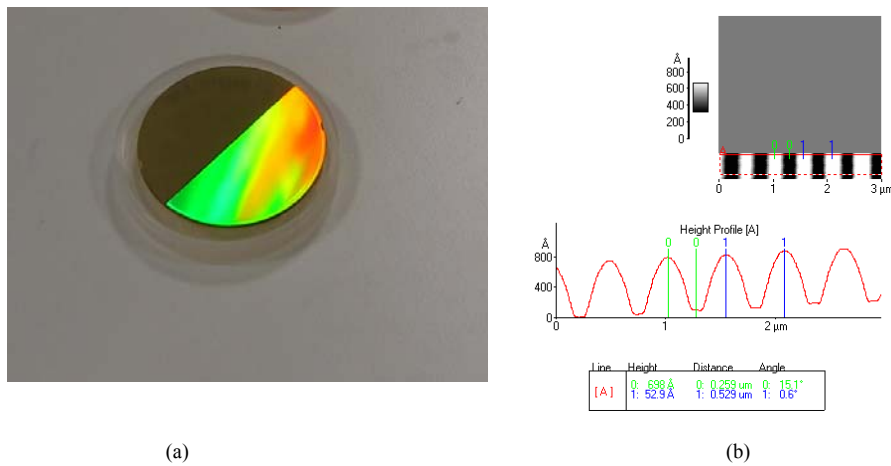 Å
800
600
400
200
0
A
0 0 1 1
0 1 2 3 µm
Height Profile [A]
Å
0 0 1 1
800
400
0
0 1 2 µm
Line Height Distance Angle
[A] 0: 698 Å 0: 0.259 um 0: 15.1°
1: 52.9 Å 1: 0.529 um 1: 0.6°
(a) (b)